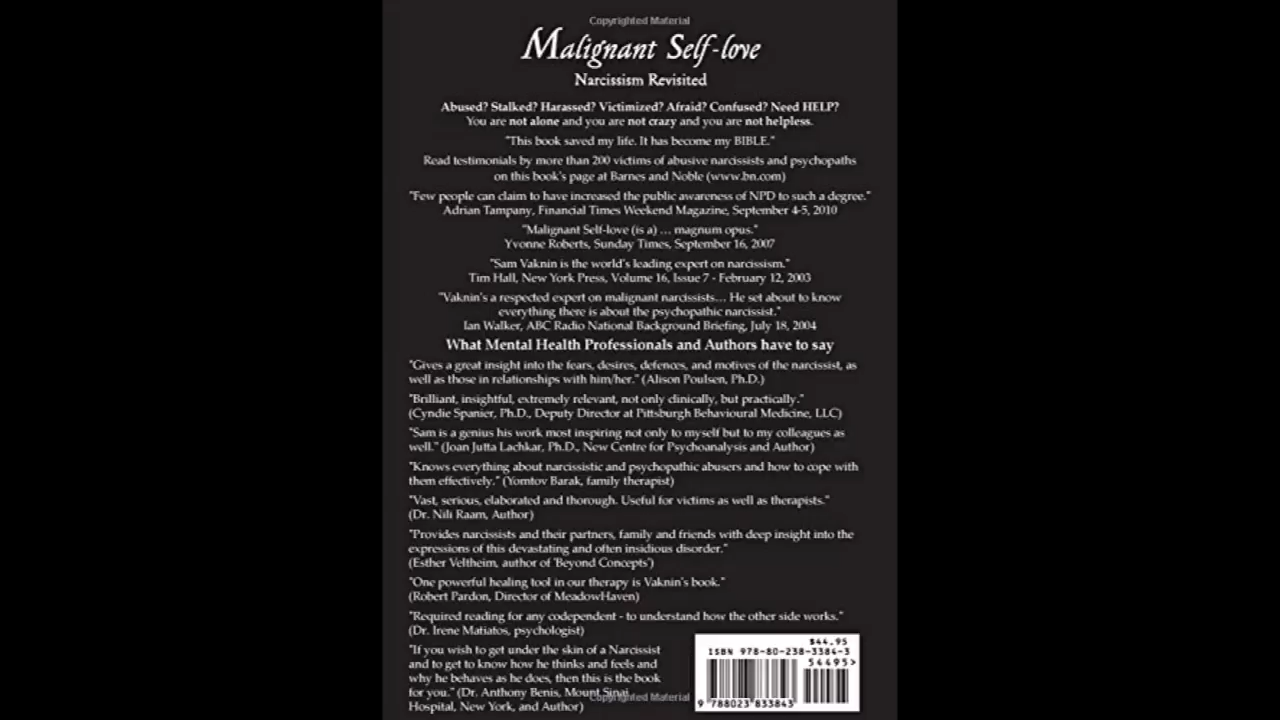 Copyrighted Material
Malignant Self-love
Narcissism Revisited
Abused? Stalked? Harassed? Victimized? Afraid? Confused? Need HELP?
You are not alone and you are not crazy and you are not helpless.
"This book saved my life. It has become my BIBLE."
Read testimonials by more than 200 victims of abusive narcissists and psychopaths
on this book's page at Barnes and Noble (www.bn.com)
"Few people can claim to have increased the public awareness of NPD to such a degree."
Adrian Tampany, Financial Times Weekend Magazine, September 4-5, 2010
"Malignant Self-love (is a) ... magnum opus."
Yvonne Roberts, Sunday Times, September 16, 2007
"Sam Vaknin is the world's leading expert on narcissism."
Tim Hall, New York Press, Volume 16, Issue 7 - February 12, 2003
"Vaknin's a respected expert on malignant narcissists... He set about to know
everything there is about the psychopathic narcissist."
Ian Walker, ABC Radio National Background Briefing, July 18, 2004
What Mental Health Professionals and Authors have to say
"Gives a great insight into the fears, desires, defences, and motives of the narcissist, as
well as those in relationships with him/her." (Alison Poulsen, Ph.D.)
"Brilliant, insightful, extremely relevant, not only clinically, but practically."
(Cyndie Spanier, Ph.D., Deputy Director at Pittsburgh Behavioural Medicine, LLC)
"Sam is a genius his work most inspiring not only to myself but to my colleagues as
well." (Joan Jutta Lachkar, Ph.D., New Centre for Psychoanalysis and Author)
"Knows everything about narcissistic and psychopathic abusers and how to cope with
them effectively." (Yomtov Barak, family therapist)
"Vast, serious, elaborated and thorough. Useful for victims as well as therapists."
(Dr. Nili Raam, Author)
"Provides narcissists and their partners, family and friends with deep insight into the
expressions of this devastating and often insidious disorder."
(Esther Veltheim, author of 'Beyond Concepts')
"One powerful healing tool in our therapy is Vaknin's book."
(Robert Pardon, Director of MeadowHaven)
"Required reading for any codependent - to understand how the other side works."
(Dr. Irene Matiatos, psychologist)
"If you wish to get under the skin of a Narcissist
and to get to know how he thinks and feels and
why he behaves as he does, then this is the book
for you." (Dr. Anthony Benis, Mount Sinai
Hospital, New York, and Author)
Copyrighted Material
$44.95
ISBN 978-80-238-3384-3
54495>
9 788023 833843